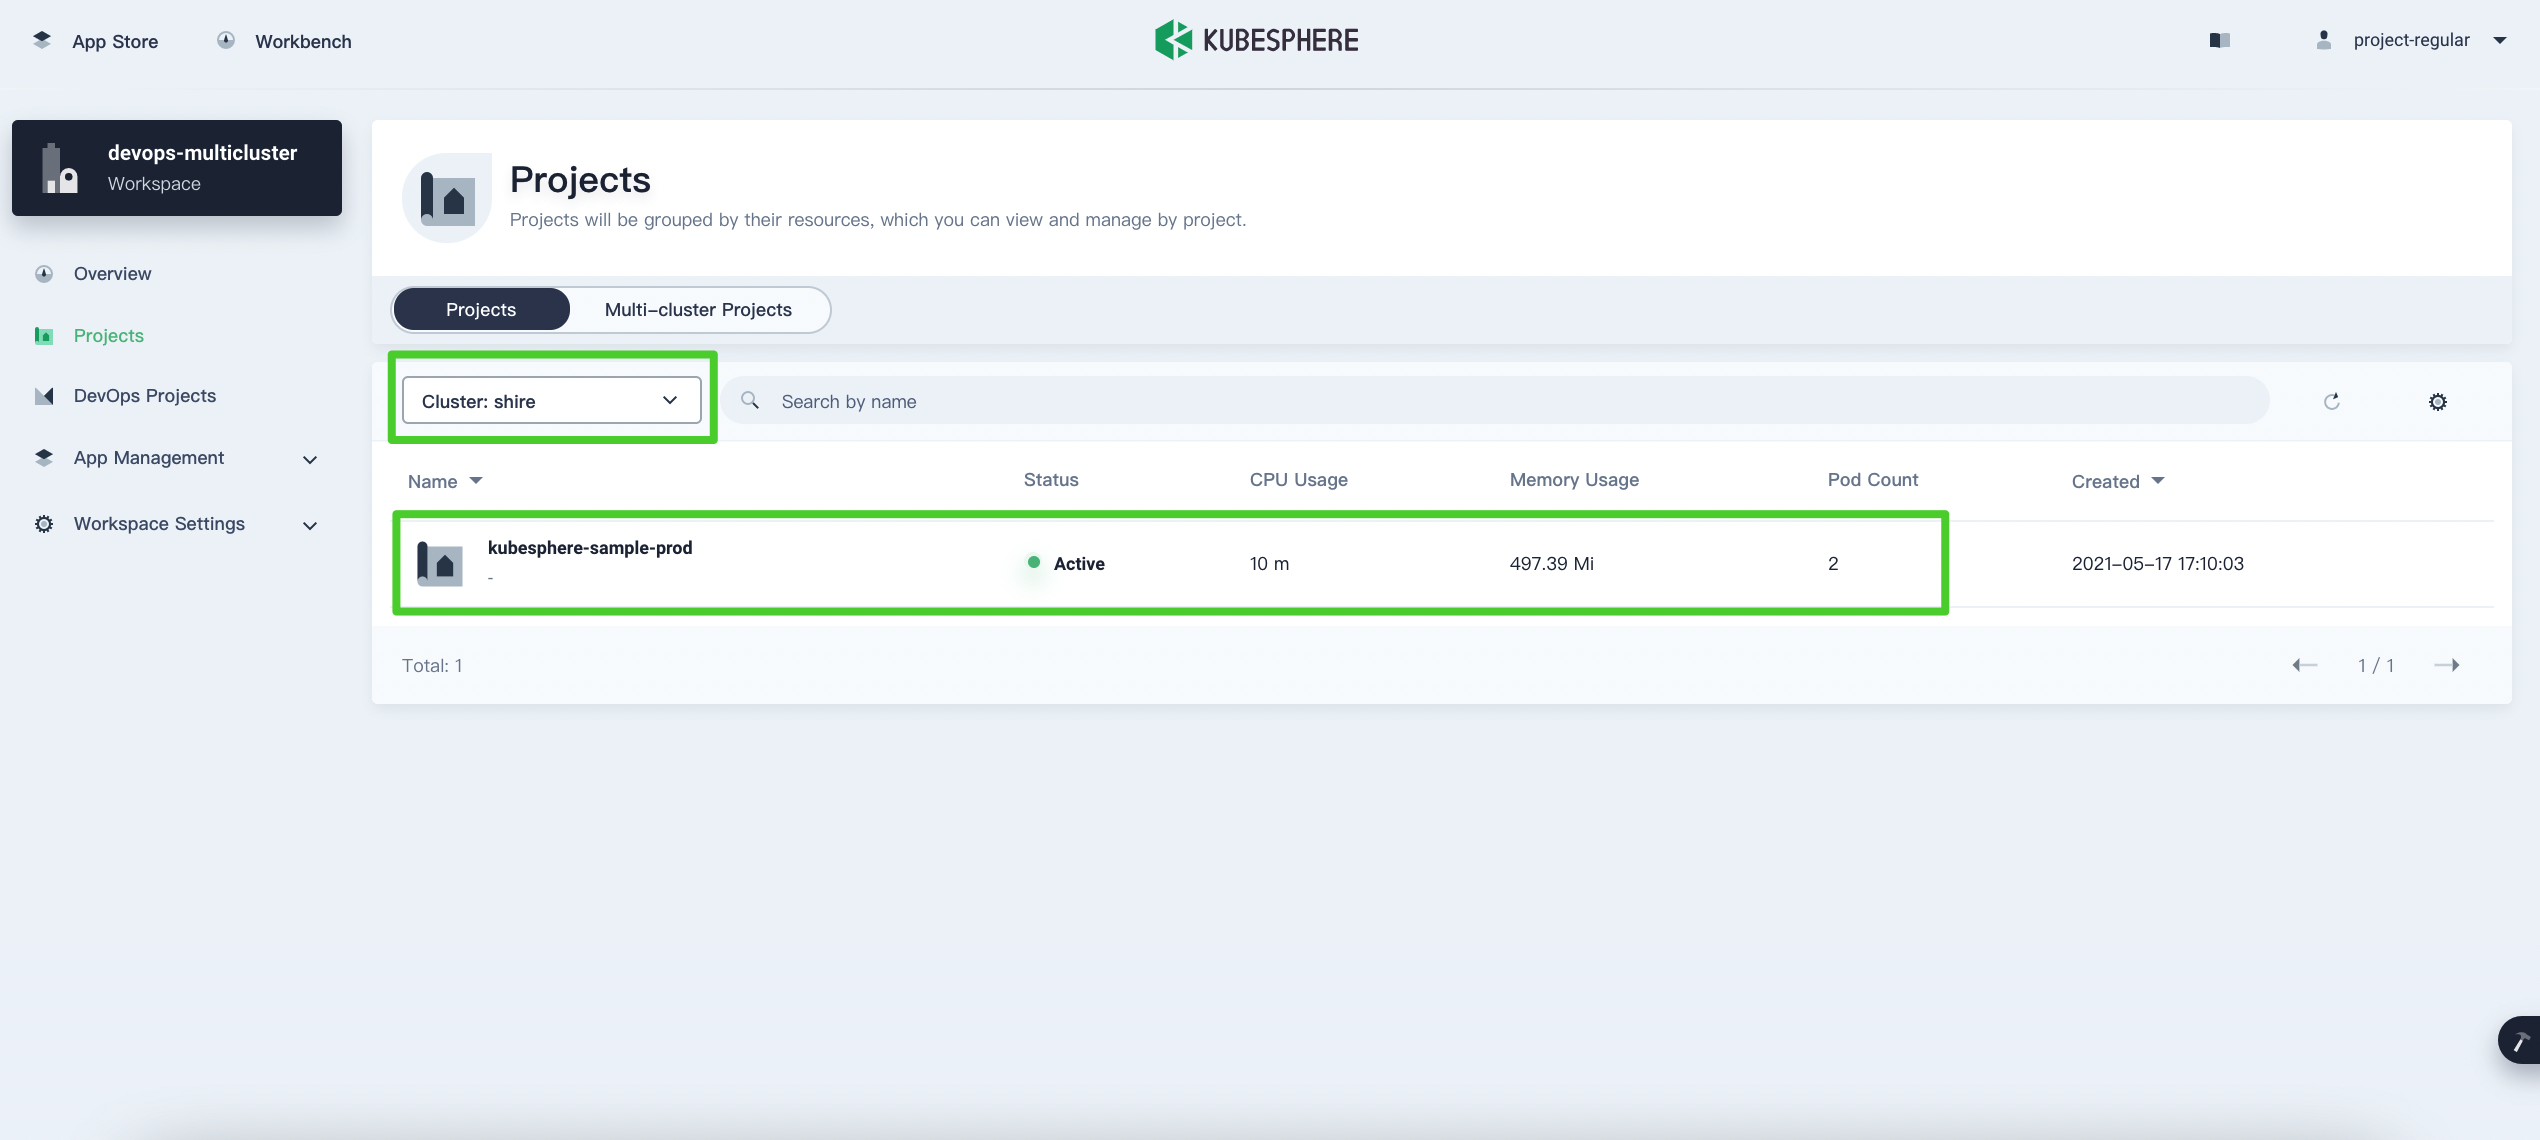 App Store
Workbench
KUBESPHERE
project-regular
devops-multicluster
Workspace
Overview
Projects
DevOps Projects
App Management
Workspace Settings
Projects
Projects will be grouped by their resources, which you can view and manage by project.
Projects
Multi-cluster Projects
Cluster: shire
Search by name
Name
Status
CPU Usage
Memory Usage
Pod Count
Created
kubesphere-sample-prod
-
Active
10 m
497.39 Mi
2
2021-05-17 17:10:03
Total: 1
1 / 1